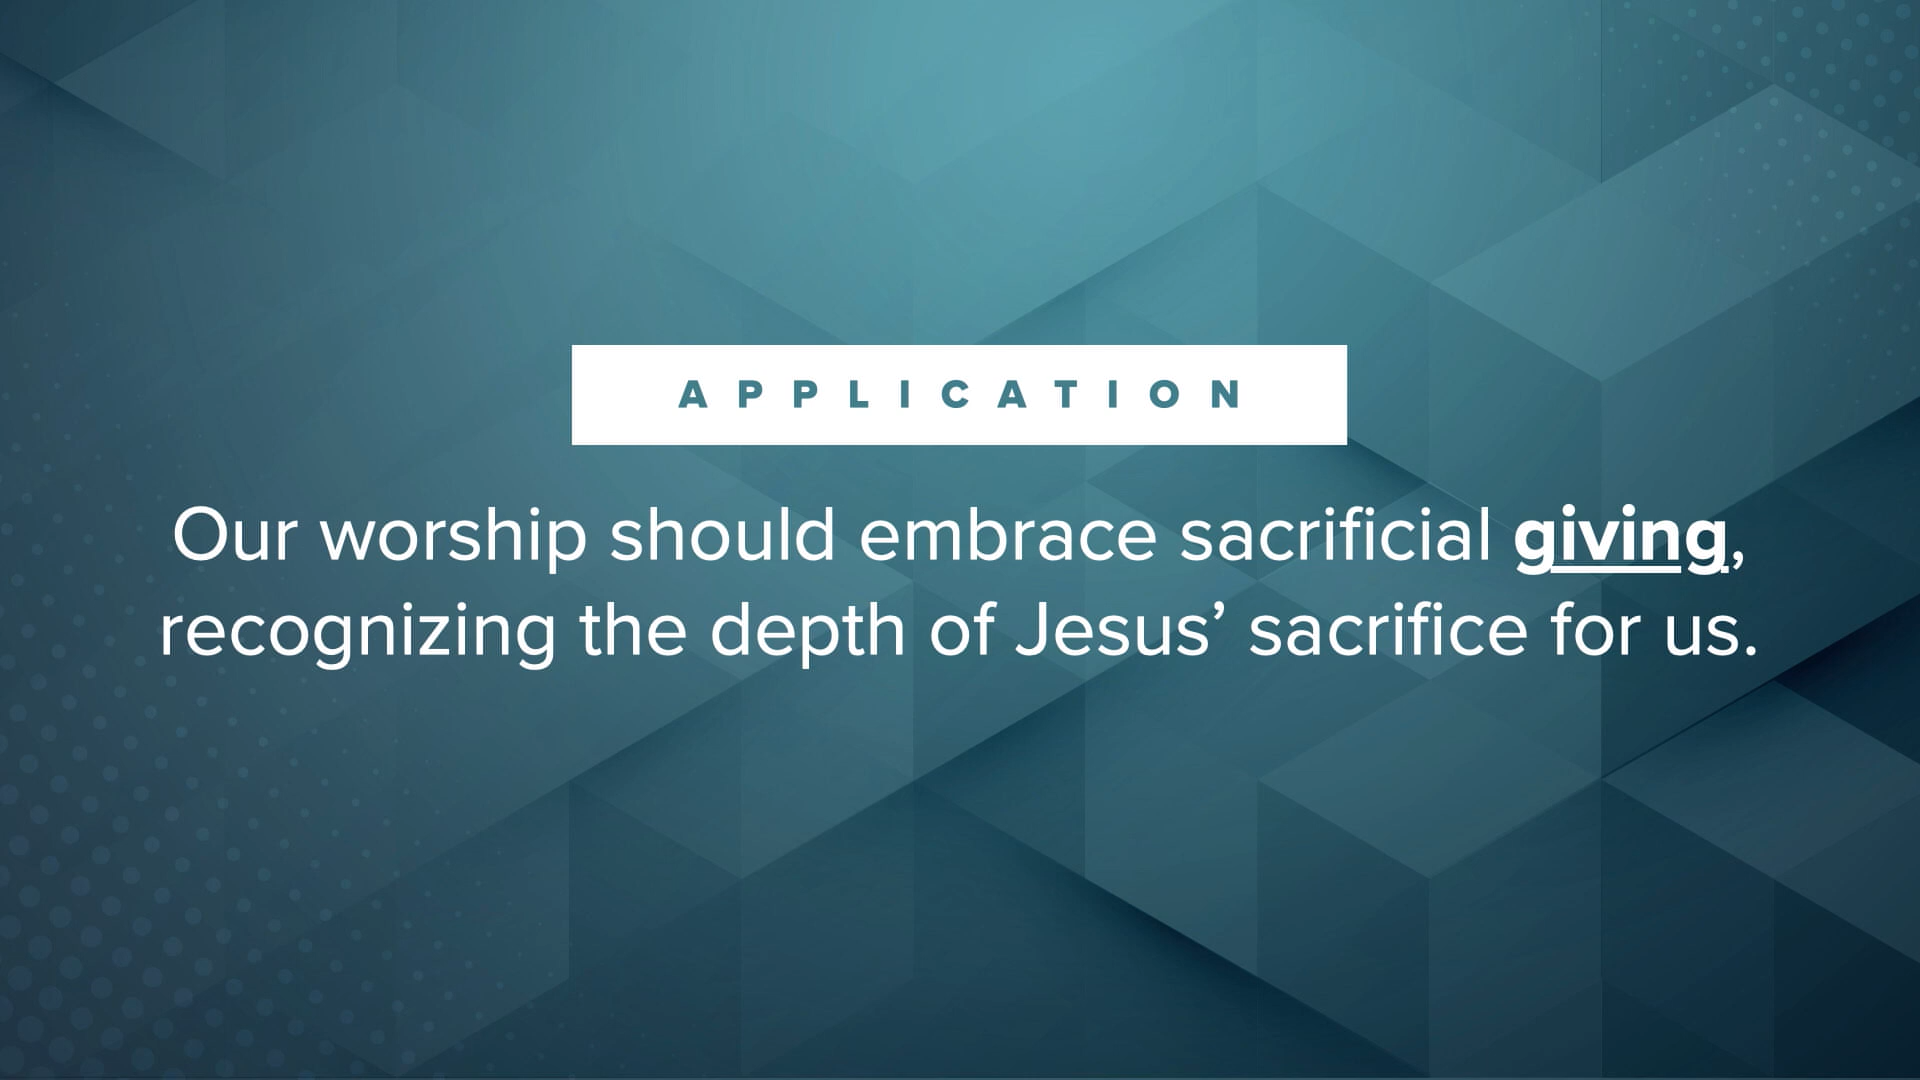 APPLICATION
Our worship should embrace sacrificial giving,
recognizing the depth of Jesus’ sacrifice for us.